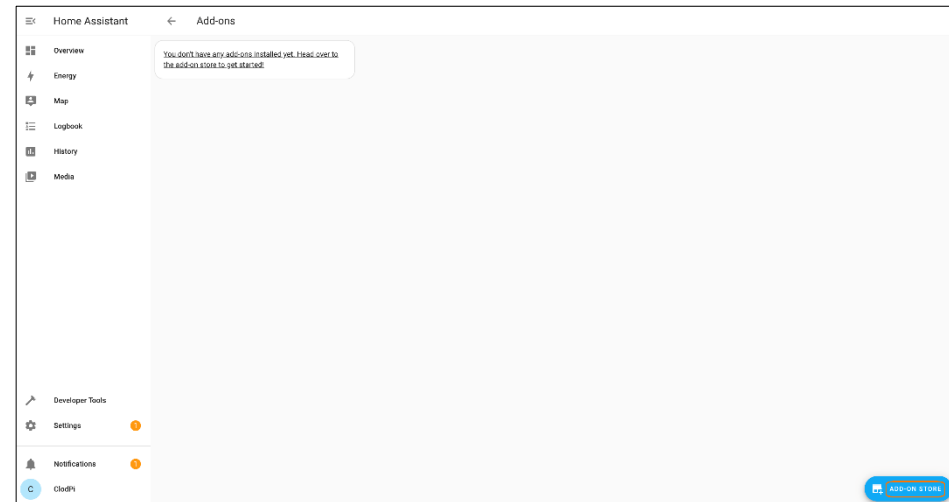 Home Assistant
Add-ons
Overview
Energy
Map
Logbook
History
Media
You don't have any add-ons installed yet. Head over to
the add-on store to get started!
Developer Tools
Settings 1
Notifications 1
C ClodPi
ADD-ON STORE